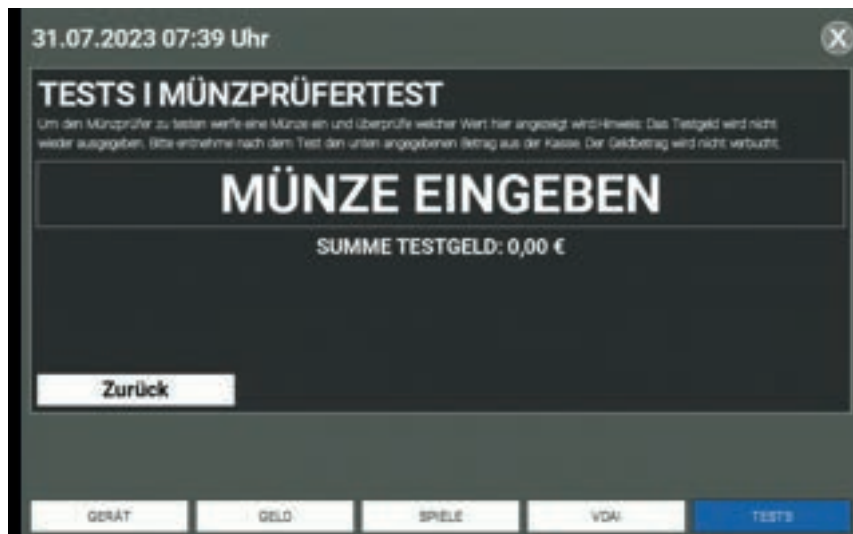 31.07.2023 07:39 Uhr
X
TESTS I MÜNZPRÜFERTEST
Um den Münzprüfer zu testen werfe eine Münze ein und überprüfe welcher Wert hier angezeigt wird.Hinweis: Das Testgeld wird nicht
wieder ausgegeben. Bitte entnehme nach dem Test den unten angegebenen Betrag aus der Kasse. Der Geldbetrag wird nicht verbucht.
MÜNZE EINGEBEN
SUMME TESTGELD: 0,00 €
Zurück
GERÄT GELD SPIELE VDAI TESTS